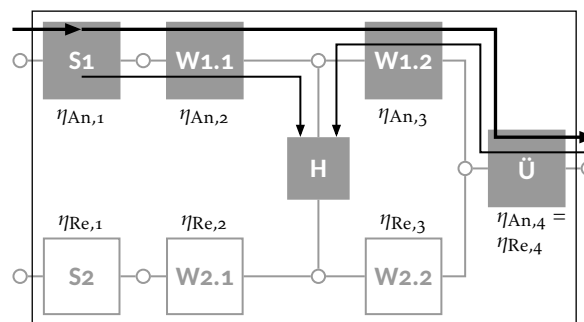 S1 W1.1 W1.2
ηAn,1 ηAn,2 ηAn,3
H Ü
ηAn,4 =
ηRe,4
ηRe,1 ηRe,2 ηRe,3
S2 W2.1 W2.2